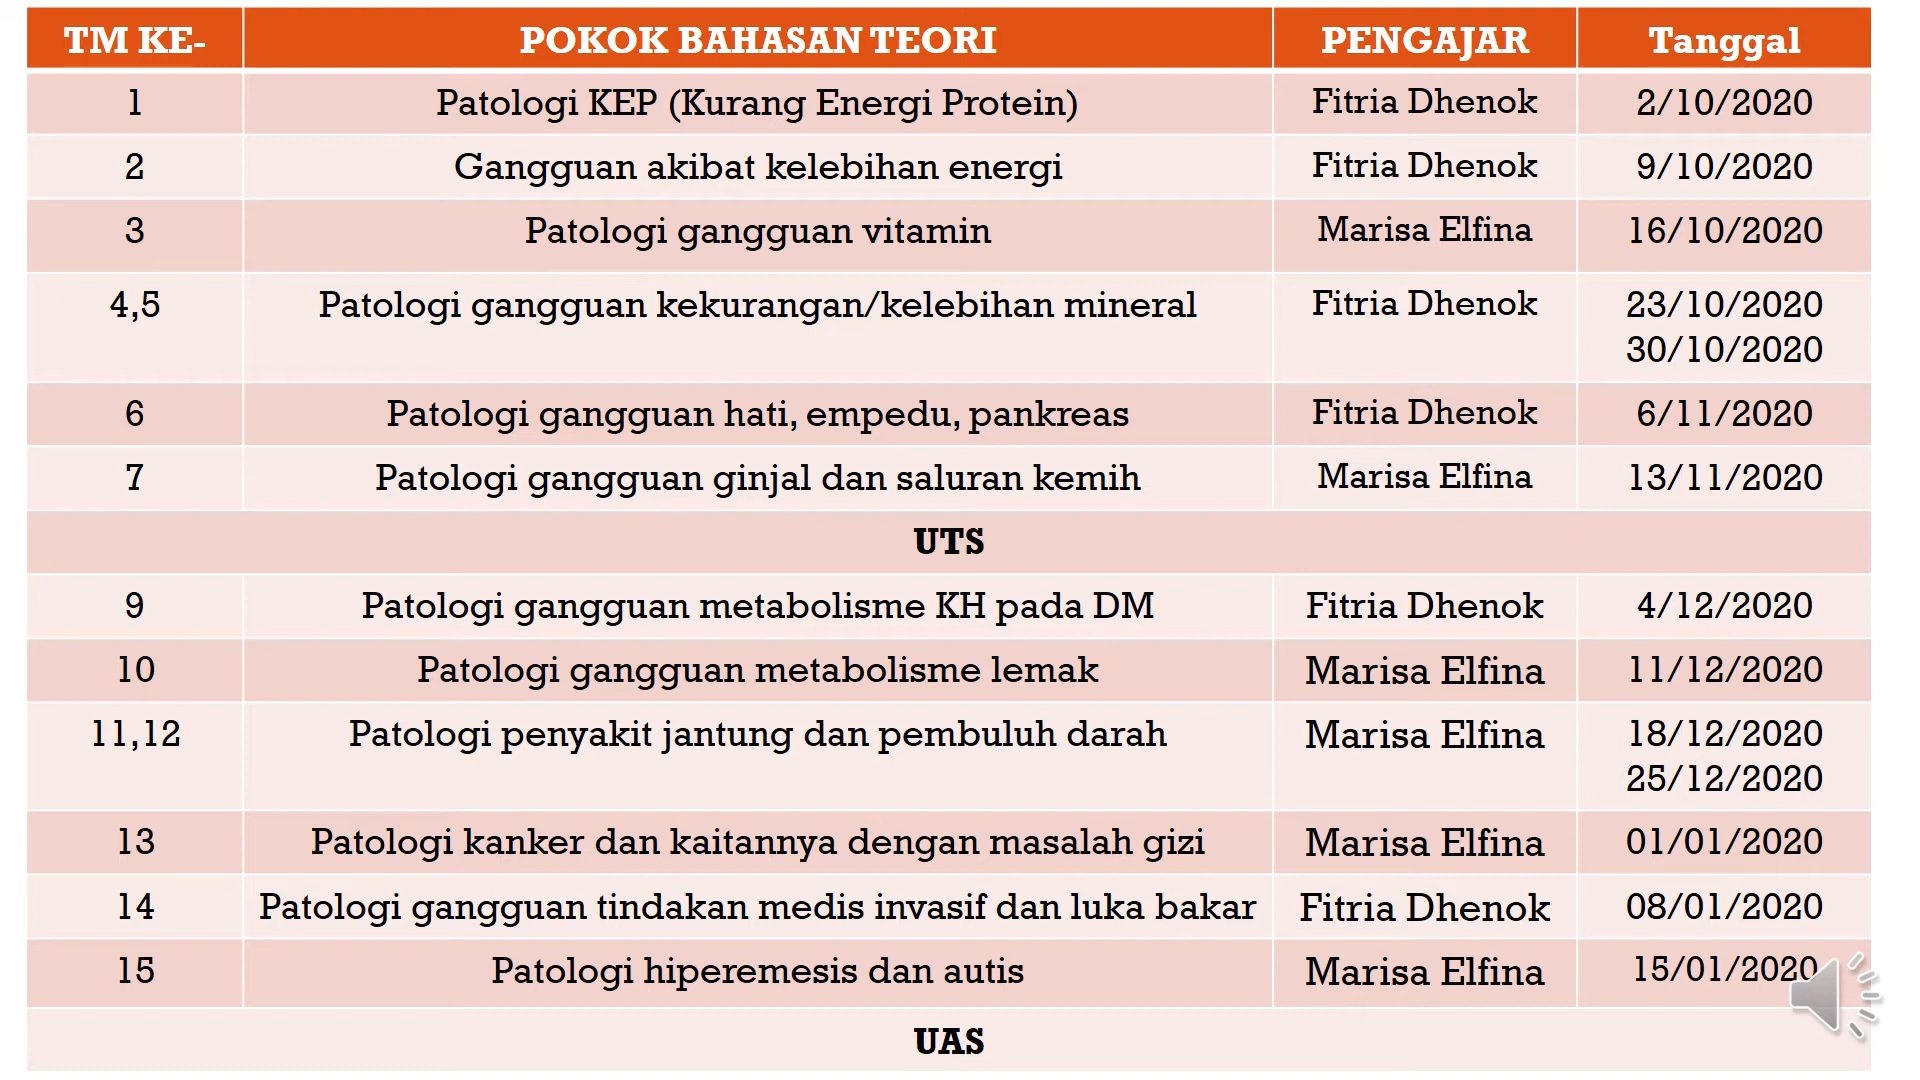 TM KE- POKOK BAHASAN TEORI PENGAJAR Tanggal
1 Patologi KEP (Kurang Energi Protein) Fitria Dhenok 2/10/2020
2 Gangguan akibat kelebihan energi Fitria Dhenok 9/10/2020
3 Patologi gangguan vitamin Marisa Elfina 16/10/2020
4,5 Patologi gangguan kekurangan/kelebihan mineral Fitria Dhenok 23/10/2020
30/10/2020
6 Patologi gangguan hati, empedu, pankreas Fitria Dhenok 6/11/2020
7 Patologi gangguan ginjal dan saluran kemih Marisa Elfina 13/11/2020
UTS
9 Patologi gangguan metabolisme KH pada DM Fitria Dhenok 4/12/2020
10 Patologi gangguan metabolisme lemak Marisa Elfina 11/12/2020
11,12 Patologi penyakit jantung dan pembuluh darah Marisa Elfina 18/12/2020
25/12/2020
13 Patologi kanker dan kaitannya dengan masalah gizi Marisa Elfina 01/01/2020
14 Patologi gangguan tindakan medis invasif dan luka bakar Fitria Dhenok 08/01/2020
15 Patologi hiperemesis dan autis Marisa Elfina 15/01/2020
UAS